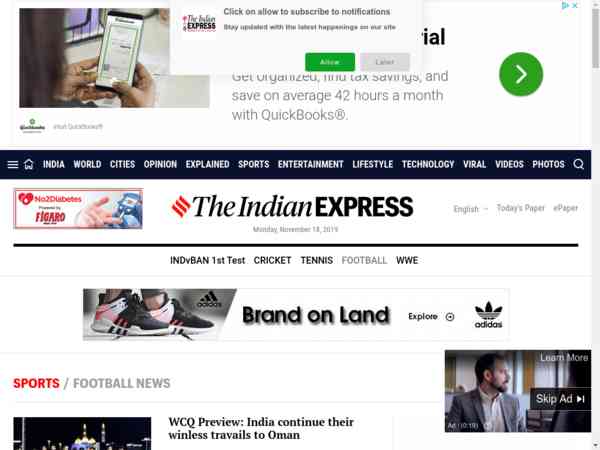 Click on allow to subscribe to notifications
Stay updated with the latest happenings on our site
Allow
Later
The Indian
EXPRESS
rial
Get organized, find tax savings, and
save on average 42 hours a month
with QuickBooks®.
quickbooks
Intuit QuickBooks®
INDIA WORLD CITIES OPINION EXPLAINED SPORTS ENTERTAINMENT LIFESTYLE TECHNOLOGY VIRAL VIDEOS PHOTOS
No2Diabetes
Powered by
FIGARO
The Indian EXPRESS
Monday, November 18, 2019
English
Today's Paper
ePaper
INDvBAN 1st Test CRICKET TENNIS FOOTBALL WWE
adidas
Brand on Land
Explore
adidas
Learn More
Skip Ad
Ad : (0:19)
SPORTS / FOOTBALL NEWS
WCQ Preview: India continue their
winless travails to Oman